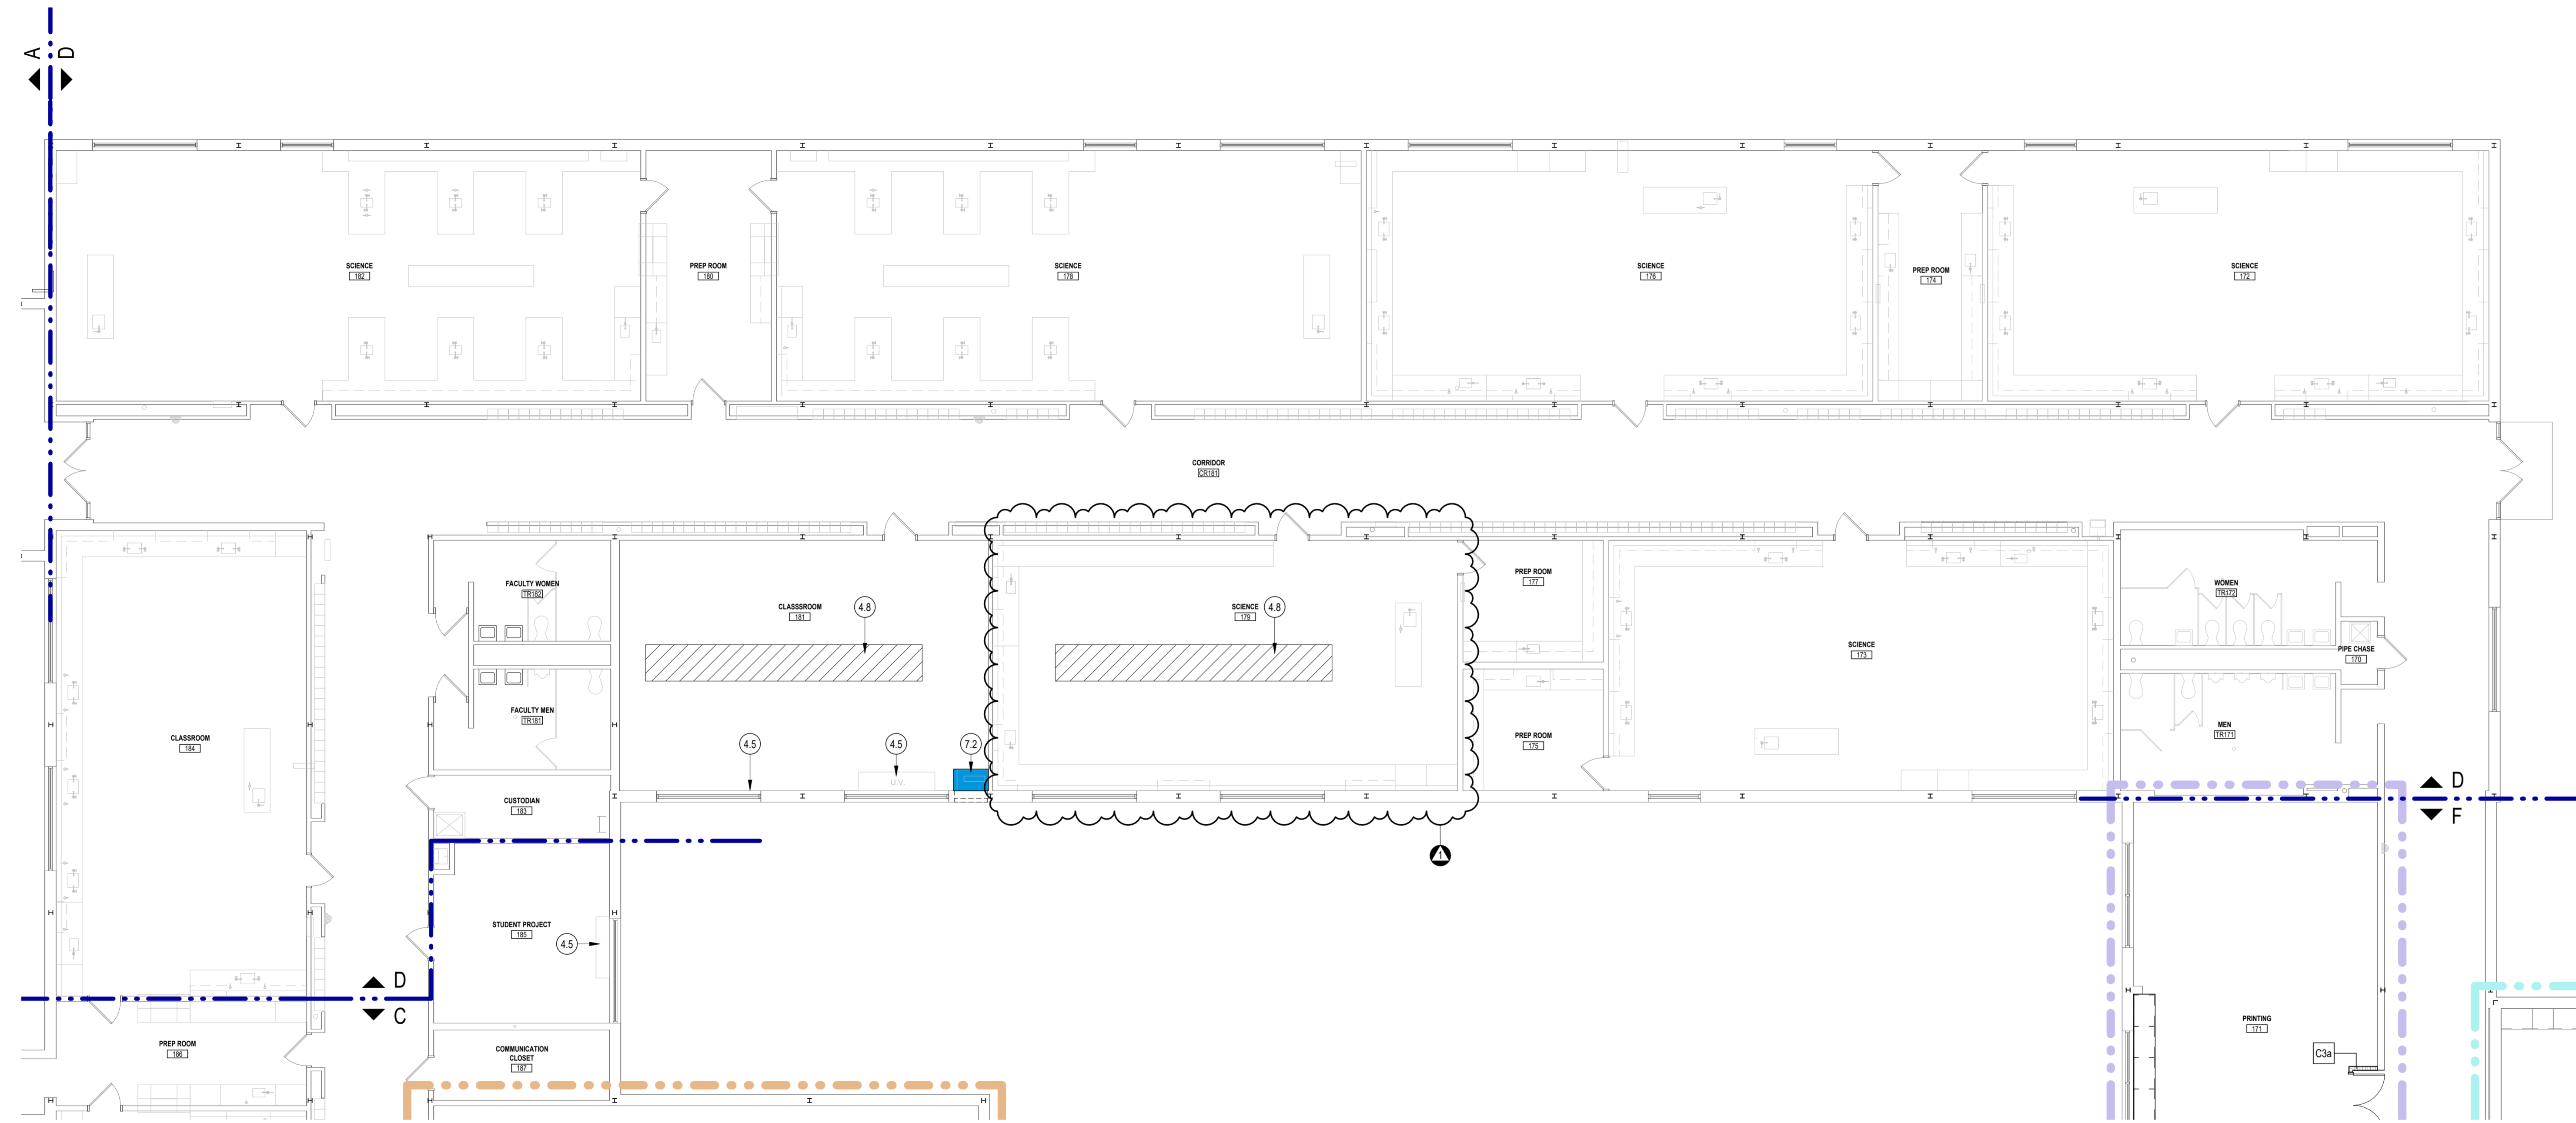 A
D
SCIENCE
182
PREP ROOM
180
SCIENCE
178
SCIENCE
176
PREP ROOM
174
SCIENCE
172
CORRIDOR
CR181
FACULTY WOMEN
TR182
CLASSSROOM
181
4.8
SCIENCE
179
4.8
PREP ROOM
177
WOMEN
TR172
SCIENCE
173
PIPE CHASE
170
FACULTY MEN
TR181
CLASSROOM
184
4.5
4.5
7.2
U.V.
PREP ROOM
175
MEN
TR171
D
F
CUSTODIAN
183
1
STUDENT PROJECT
185
4.5
D
C
PREP ROOM
186
COMMUNICATION
CLOSET
187
PRINTING
171
C3a